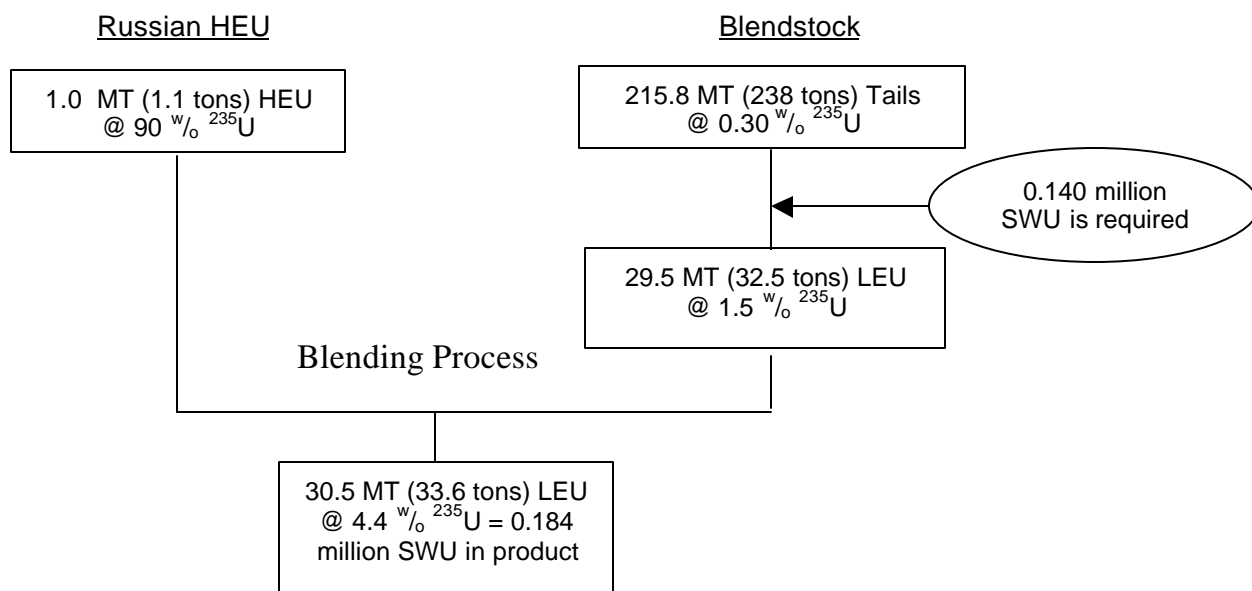 Russian HEU
Blendstock
1.0 MT (1.1 tons) HEU
@ 90 w/o 235U
215.8 MT (238 tons) Tails
@ 0.30 w/o 235U
0.140 million
SWU is required
29.5 MT (32.5 tons) LEU
@ 1.5 w/o 235U
Blending Process
30.5 MT (33.6 tons) LEU
@ 4.4 w/o 235U = 0.184
million SWU in product